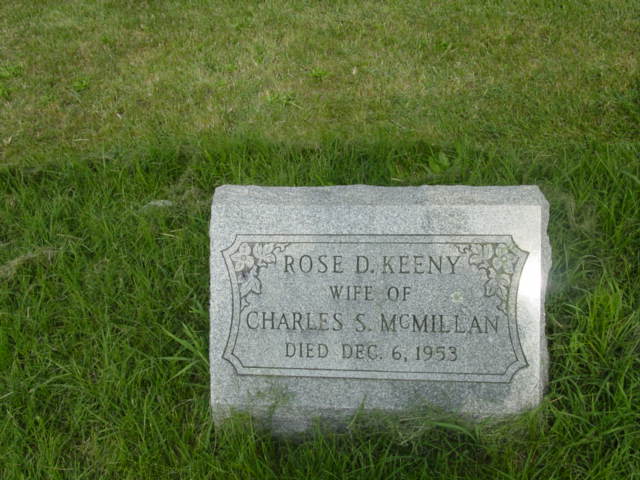 ROSE D. KEENY
WIFE OF
CHARLES S. McMILLAN
DIED DEC. 6, 1953